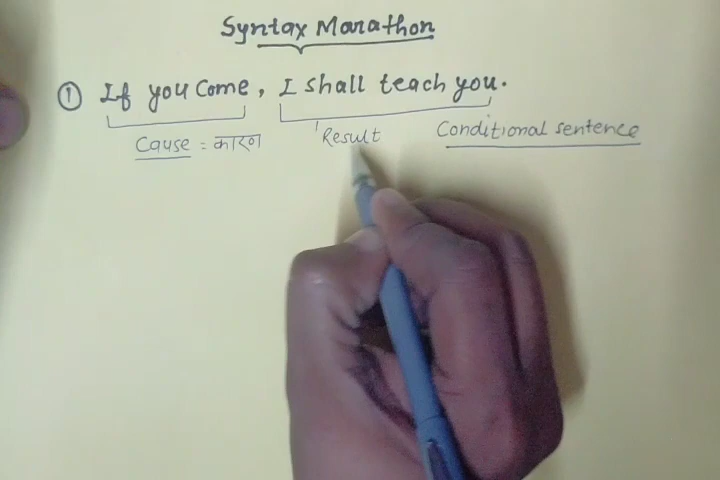 Syntax Marathon
① If you come, I shall teach you.
Cause = कारण Result Conditional sentence